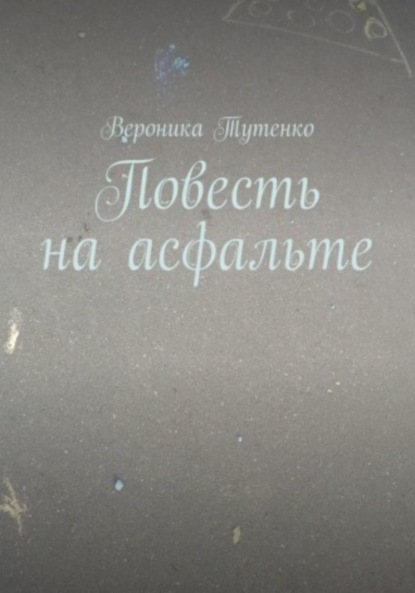 Вероника Тутенко
Повесть
на асфальте